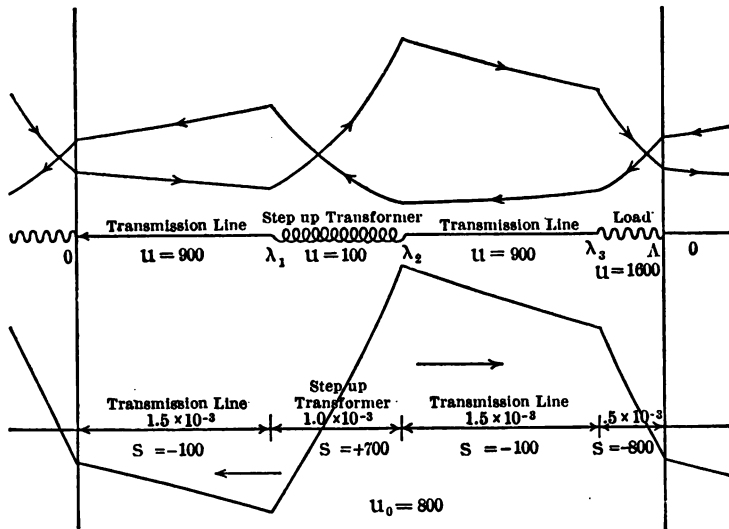 Transmission Line Step up Transformer Transmission Line Load
0 u=900 λ₁ u=100 λ₂ u=900 λ₃ Λ 0
u=1600
Step up
Transmission Line Transformer Transmission Line
1.5×10⁻³ 1.0×10⁻³ 1.5×10⁻³ .5×10⁻³
S=−100 S=+700 S=−100 S=−800
u₀=800